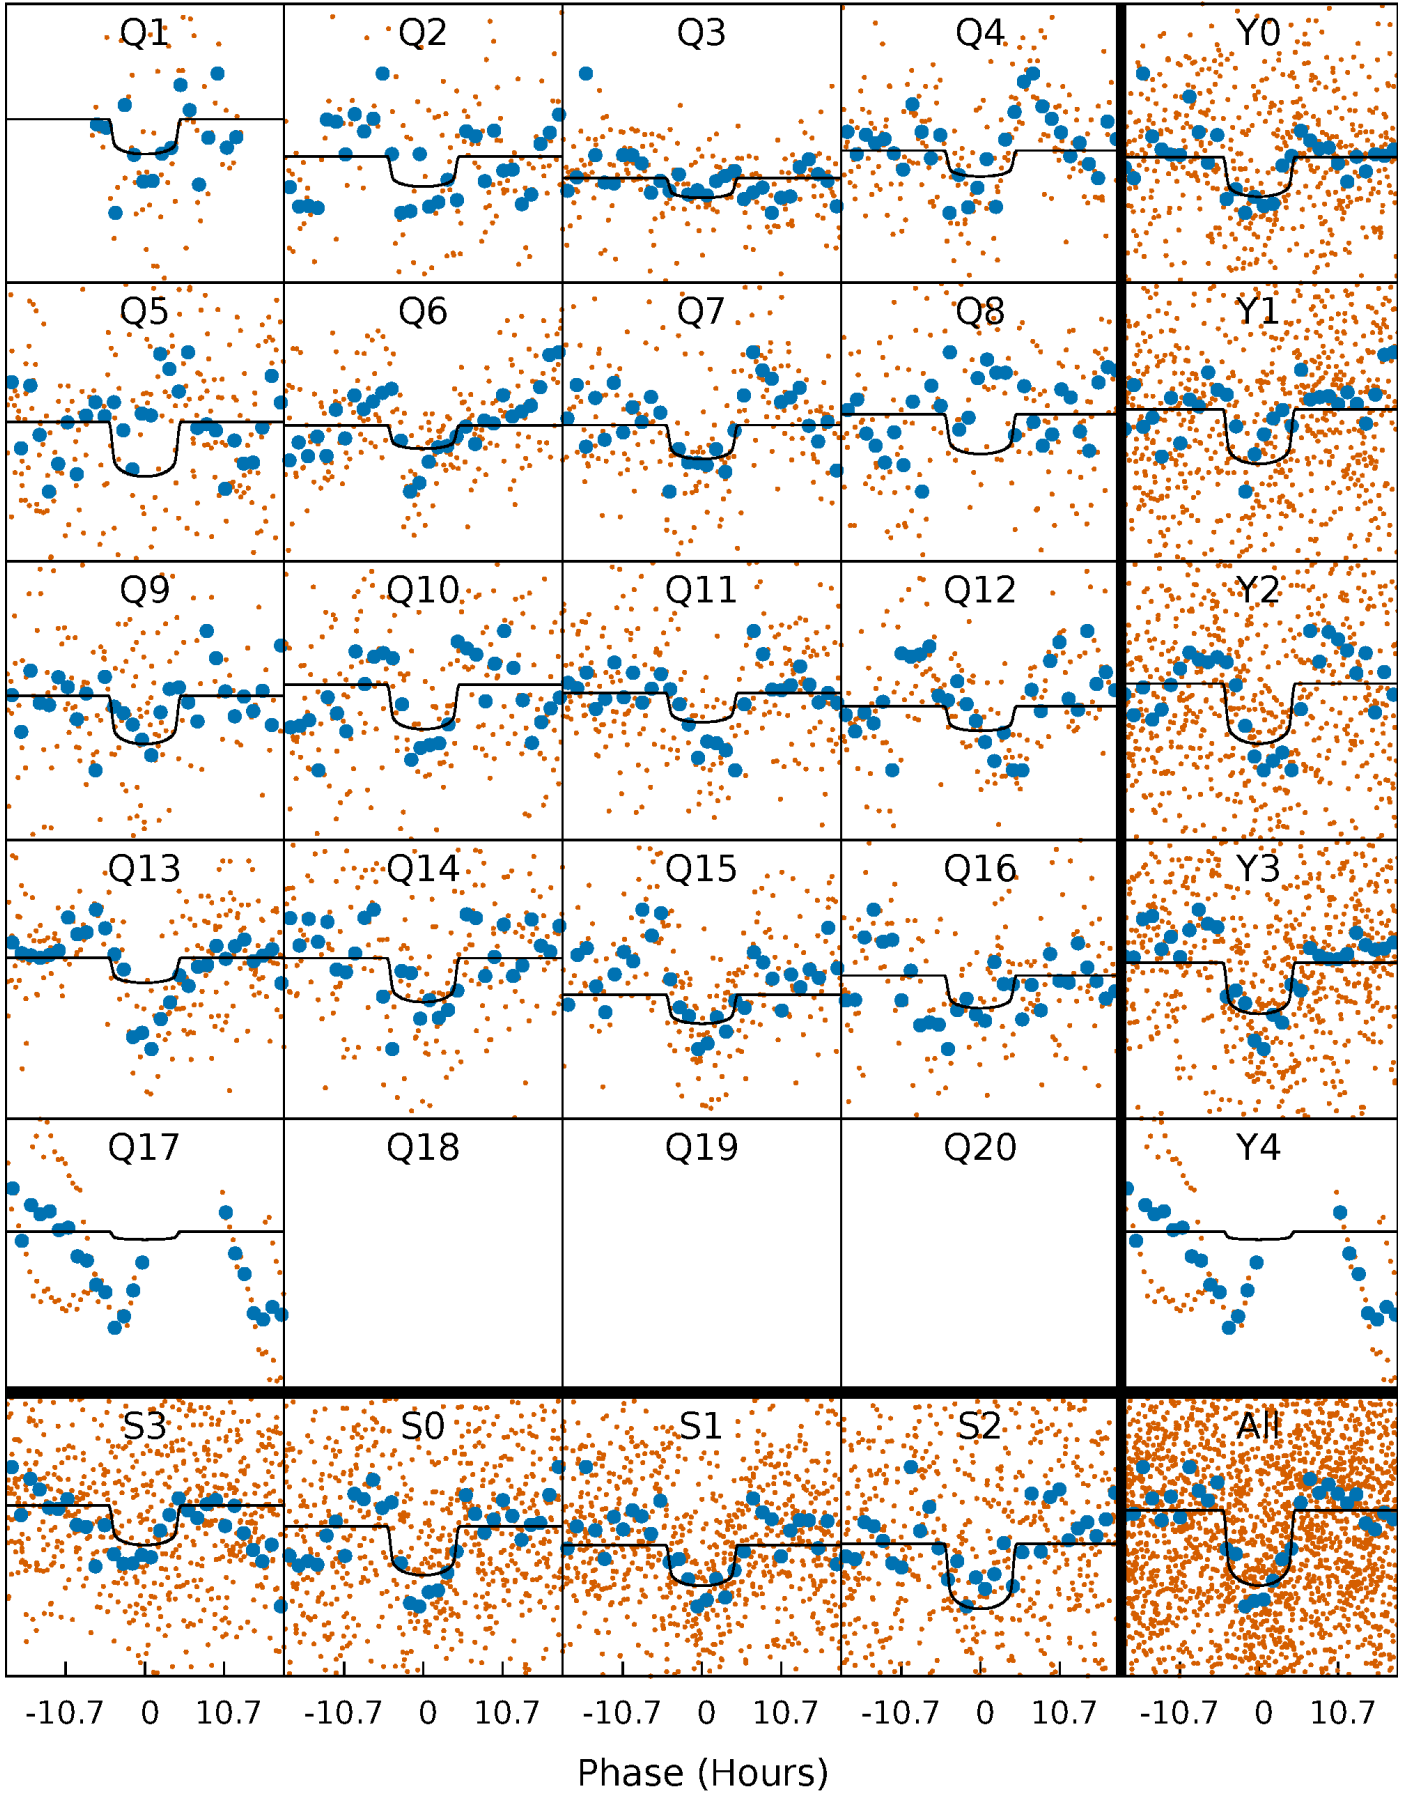 Q1 Q2 Q3 Q4 Y0
Q5 Q6 Q7 Q8 Y1
Q9 Q10 Q11 Q12 Y2
Q13 Q14 Q15 Q16 Y3
Q17 Q18 Q19 Q20 Y4
S3 S0 S1 S2 All
-10.7 0 10.7 -10.7 0 10.7 -10.7 0 10.7 -10.7 0 10.7 -10.7 0 10.7
Phase (Hours)